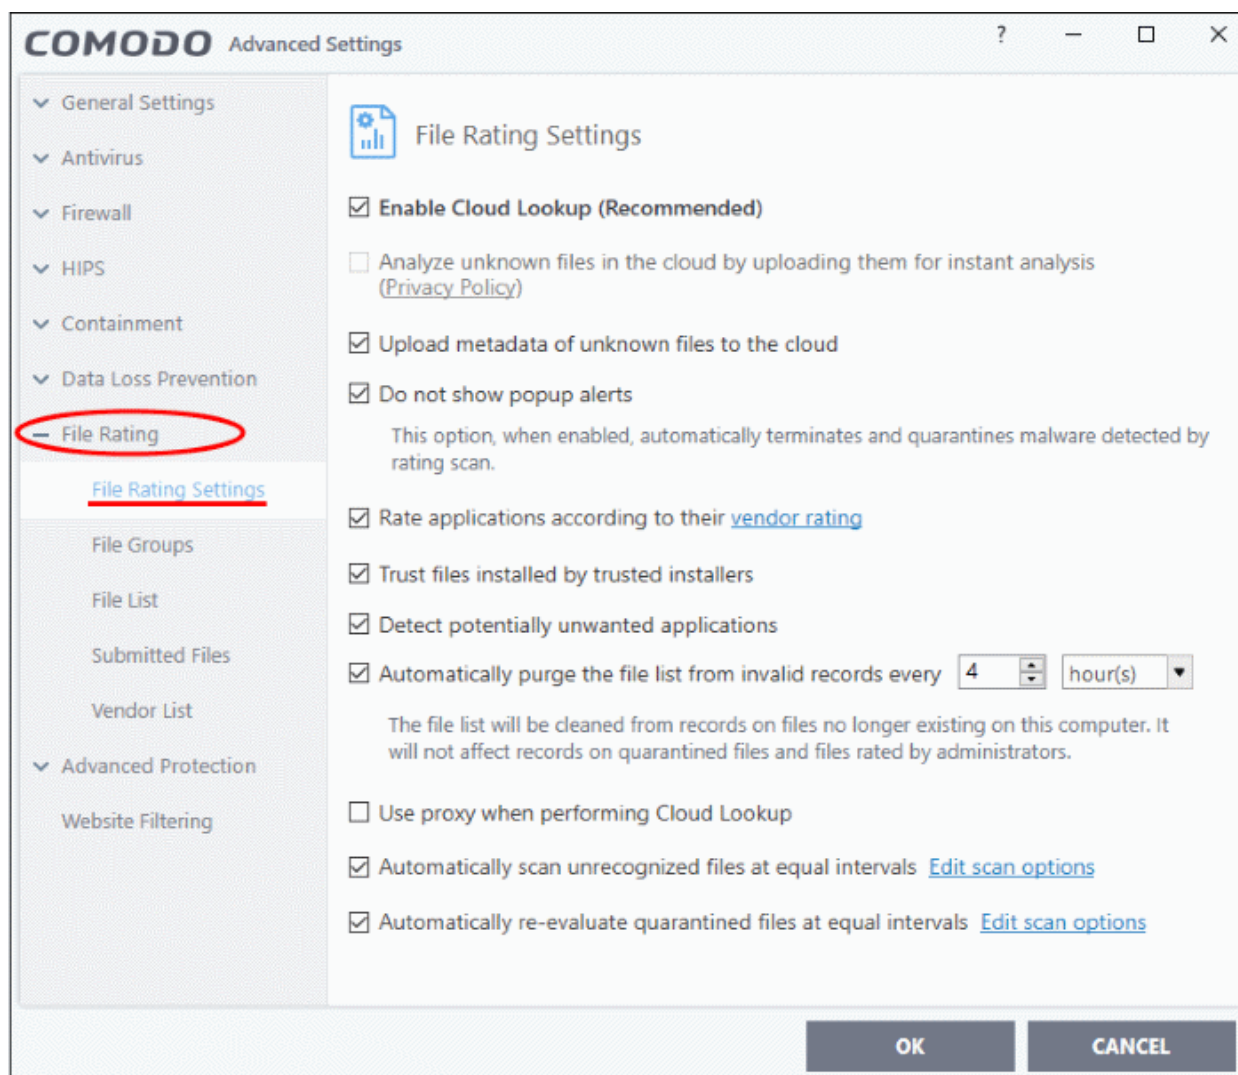 COMODO Advanced Settings ?
General Settings
Antivirus
Firewall
HIPS
Containment
Data Loss Prevention
File Rating
File Rating Settings
File Groups
File List
Submitted Files
Vendor List
Advanced Protection
Website Filtering
File Rating Settings
Enable Cloud Lookup (Recommended)
Analyze unknown files in the cloud by uploading them for instant analysis
(Privacy Policy)
Upload metadata of unknown files to the cloud
Do not show popup alerts
This option, when enabled, automatically terminates and quarantines malware detected by
rating scan.
Rate applications according to their vendor rating
Trust files installed by trusted installers
Detect potentially unwanted applications
Automatically purge the file list from invalid records every 4 hour(s)
The file list will be cleaned from records on files no longer existing on this computer. It
will not affect records on quarantined files and files rated by administrators.
Use proxy when performing Cloud Lookup
Automatically scan unrecognized files at equal intervals Edit scan options
Automatically re-evaluate quarantined files at equal intervals Edit scan options
OK CANCEL